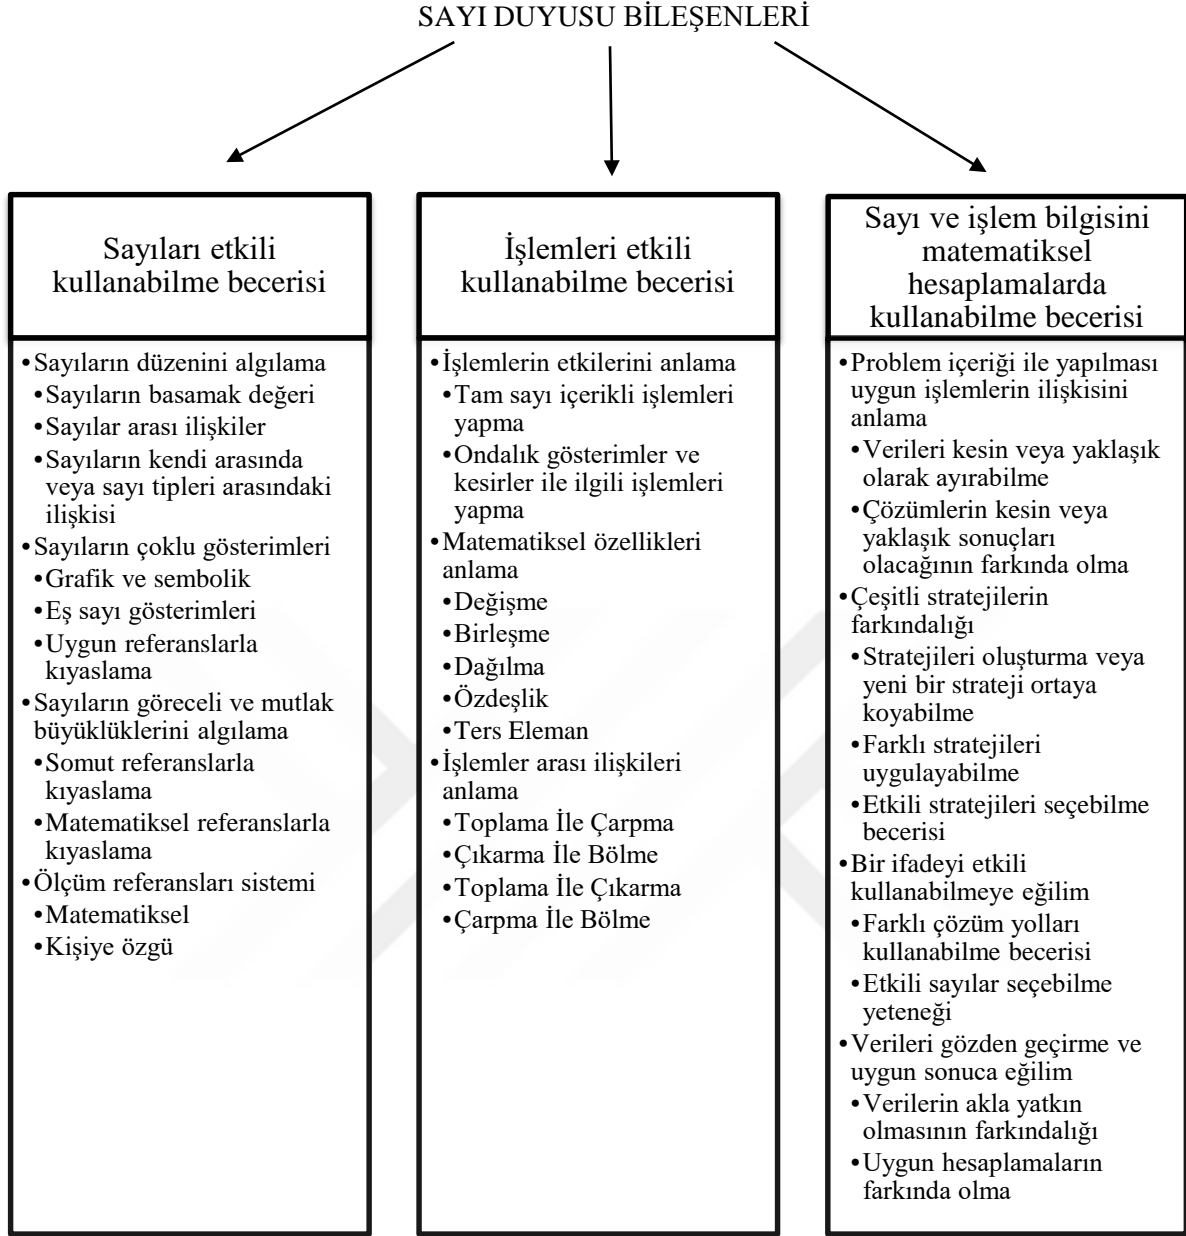 SAYI DUYUSU BİLEŞENLERİ
Sayıları etkili
kullanabilme becerisi
•Sayıların düzenini algılama
•Sayıların basamak değeri
•Sayılar arası ilişkiler
•Sayıların kendi arasında
veya sayı tipleri arasındaki
ilişkisi
•Sayıların çoklu gösterimleri
•Grafik ve sembolik
•Eş sayı gösterimleri
•Uygun referanslarla
kıyaslama
•Sayıların göreceli ve mutlak
büyüklüklerini algılama
•Somut referanslarla
kıyaslama
•Matematiksel referanslarla
kıyaslama
•Ölçüm referansları sistemi
•Matematiksel
•Kişiye özgü
İşlemleri etkili
kullanabilme becerisi
•İşlemlerin etkilerini anlama
•Tam sayı içerikli işlemleri
yapma
•Ondalık gösterimler ve
kesirler ile ilgili işlemleri
yapma
•Matematiksel özellikleri
anlama
•Değişme
•Birleşme
•Dağılma
•Özdeşlik
•Ters Eleman
•İşlemler arası ilişkileri
anlama
•Toplama İle Çarpma
•Çıkarma İle Bölme
•Toplama İle Çıkarma
•Çarpma İle Bölme
Sayı ve işlem bilgisini
matematiksel
hesaplamalarda
kullanabilme becerisi
•Problem içeriği ile yapılması
uygun işlemlerin ilişkisini
anlama
•Verileri kesin veya yaklaşık
olarak ayırabilme
•Çözümlerin kesin veya
yaklaşık sonuçları
olacağının farkında olma
•Çeşitli stratejilerin
farkındalığı
•Stratejileri oluşturma veya
yeni bir strateji ortaya
koyabilme
•Farklı stratejileri
uygulayabilme
•Etkili stratejileri seçebilme
becerisi
•Bir ifadeyi etkili
kullanabilmeye eğilim
•Farklı çözüm yolları
kullanabilme becerisi
•Etkili sayılar seçebilme
yeteneği
•Verileri gözden geçirme ve
uygun sonuca eğilim
•Verilerin akla yatkın
olmasının farkındalığı
•Uygun hesaplamaların
farkında olma